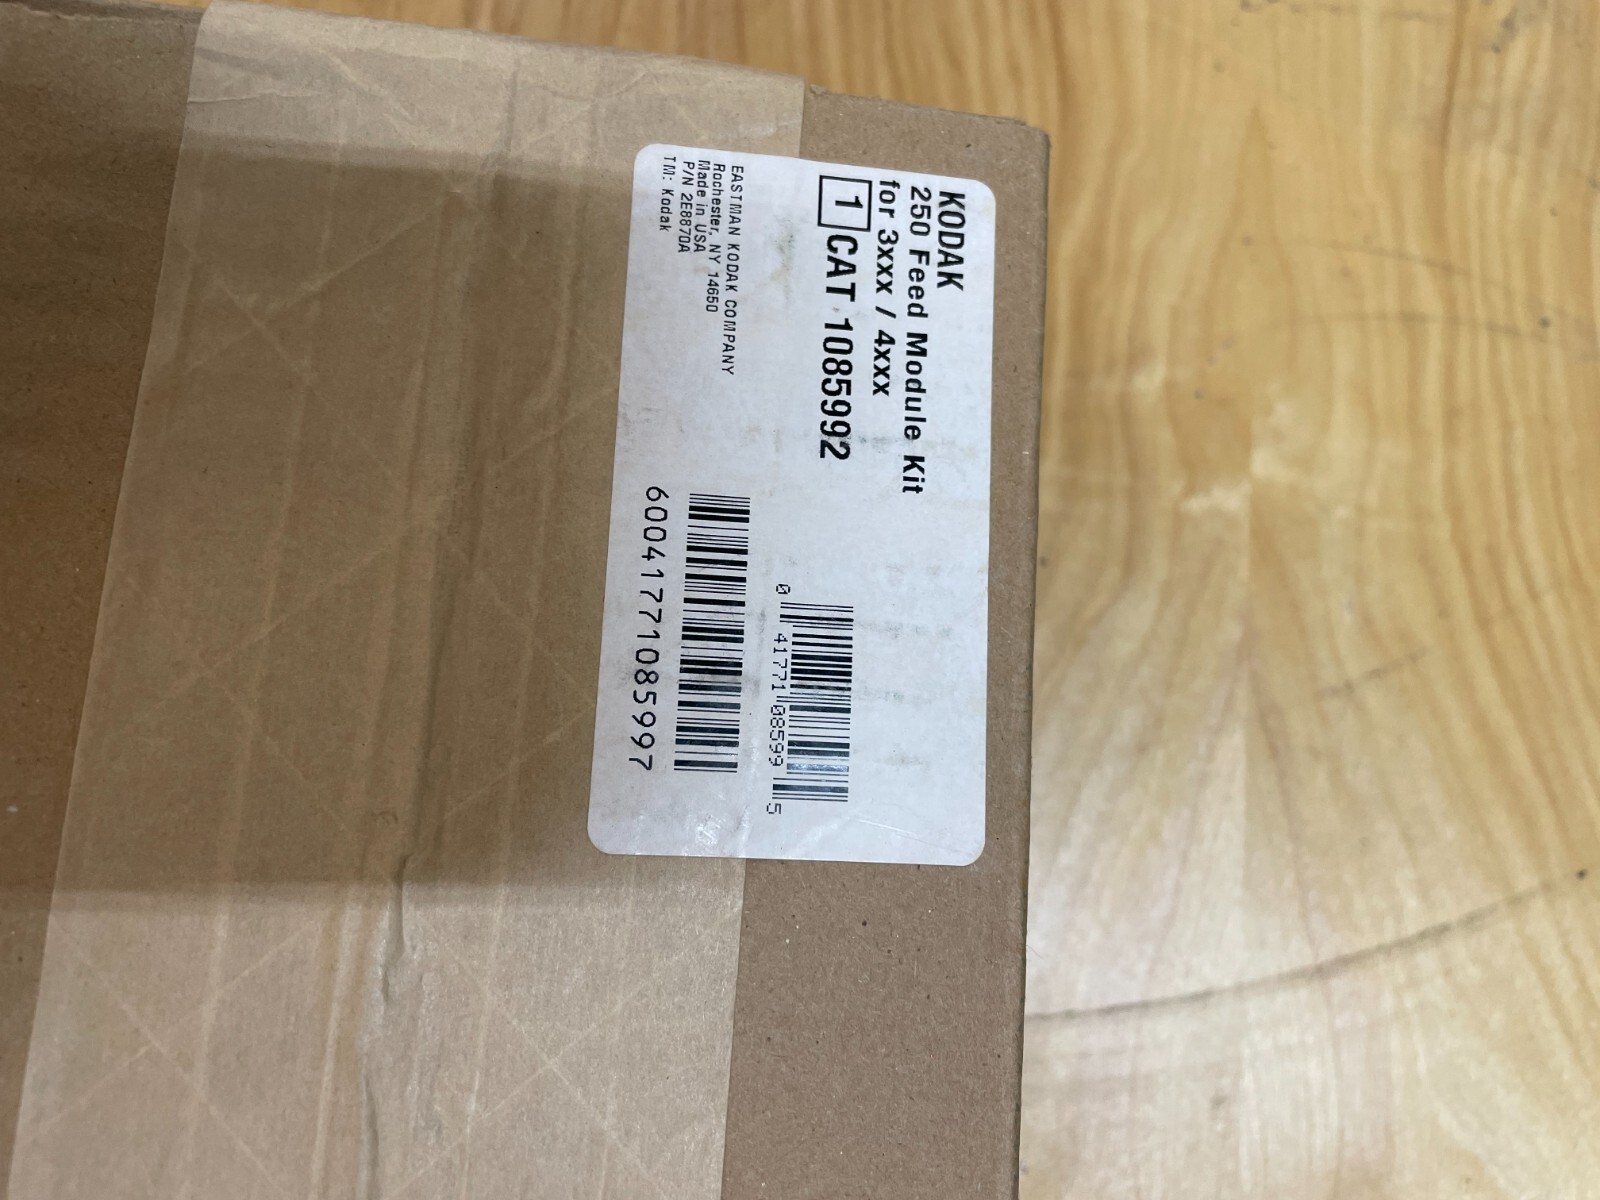 KODAK
250 Feed Module Kit
for 3xxx / 4xxx
1 CAT 1085992
EASTMAN KODAK COMPANY
Rochester, NY 14650
Made in USA
P/N 2E8870A
TM: Kodak
0 41771 08599 5
60041771085997